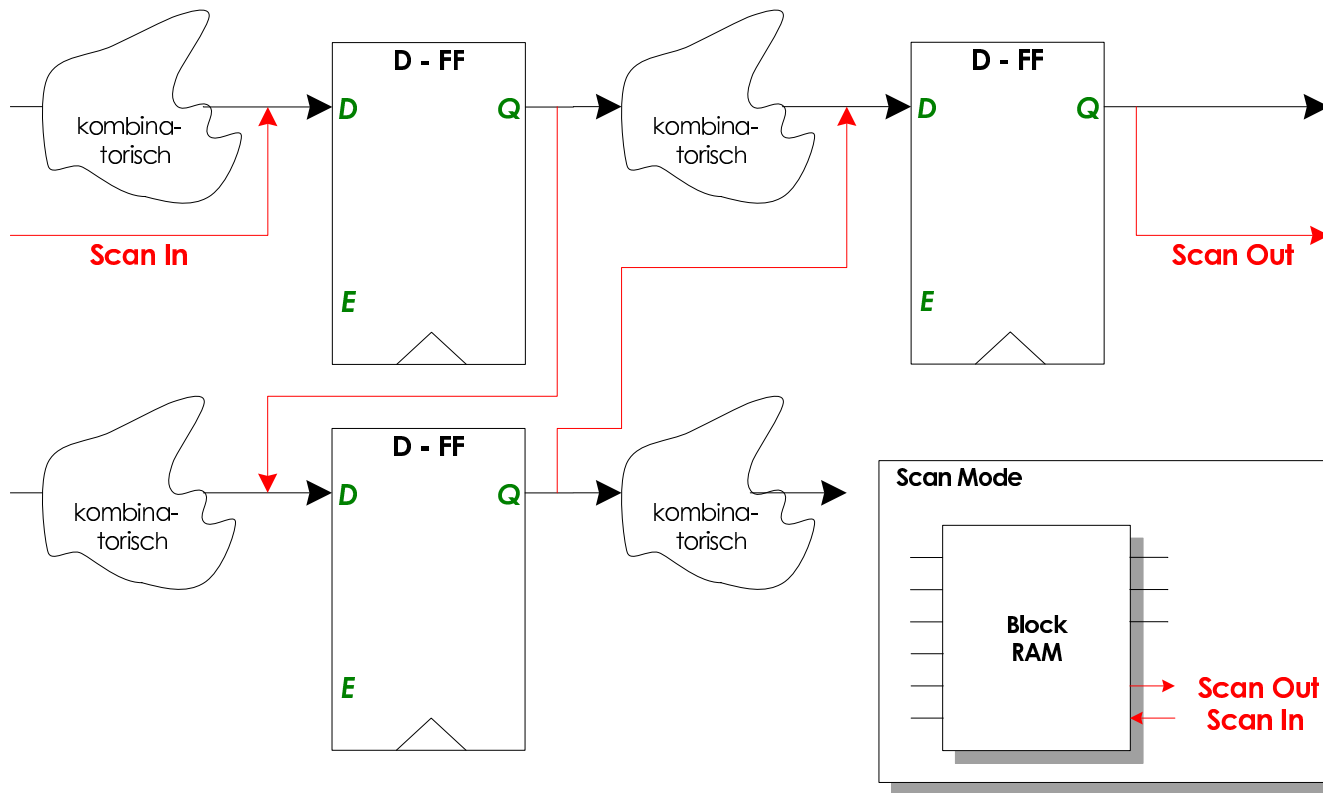 D - FF
D - FF
D
Q
kombina-
torisch
kombina-
torisch
D
Q
Scan In
Scan Out
E
E
D - FF
Scan Mode
D
Q
kombina-
torisch
kombina-
torisch
Block
RAM
E
Scan Out
Scan In